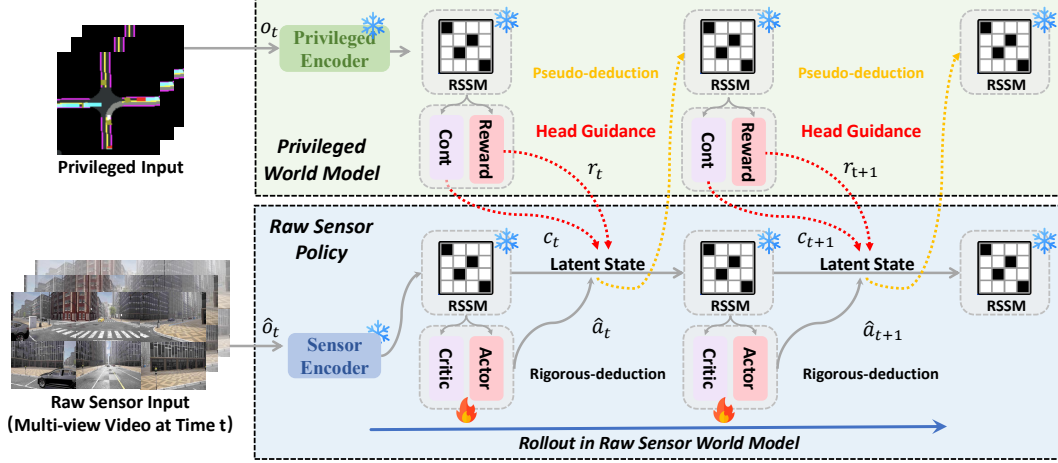 o_t
Privileged
Encoder
RSSM
Pseudo-deduction
RSSM
Pseudo-deduction
RSSM
Privileged Input
Privileged
World Model
Cont
Reward
Head Guidance
r_t
Cont
Reward
Head Guidance
r_{t+1}
Raw Sensor
Policy
c_t
c_{t+1}
RSSM
Latent State
RSSM
Latent State
RSSM
ô_t
Sensor
Encoder
â_t
â_{t+1}
Critic
Actor
Rigorous-deduction
Critic
Actor
Rigorous-deduction
Raw Sensor Input
(Multi-view Video at Time t)
Rollout in Raw Sensor World Model